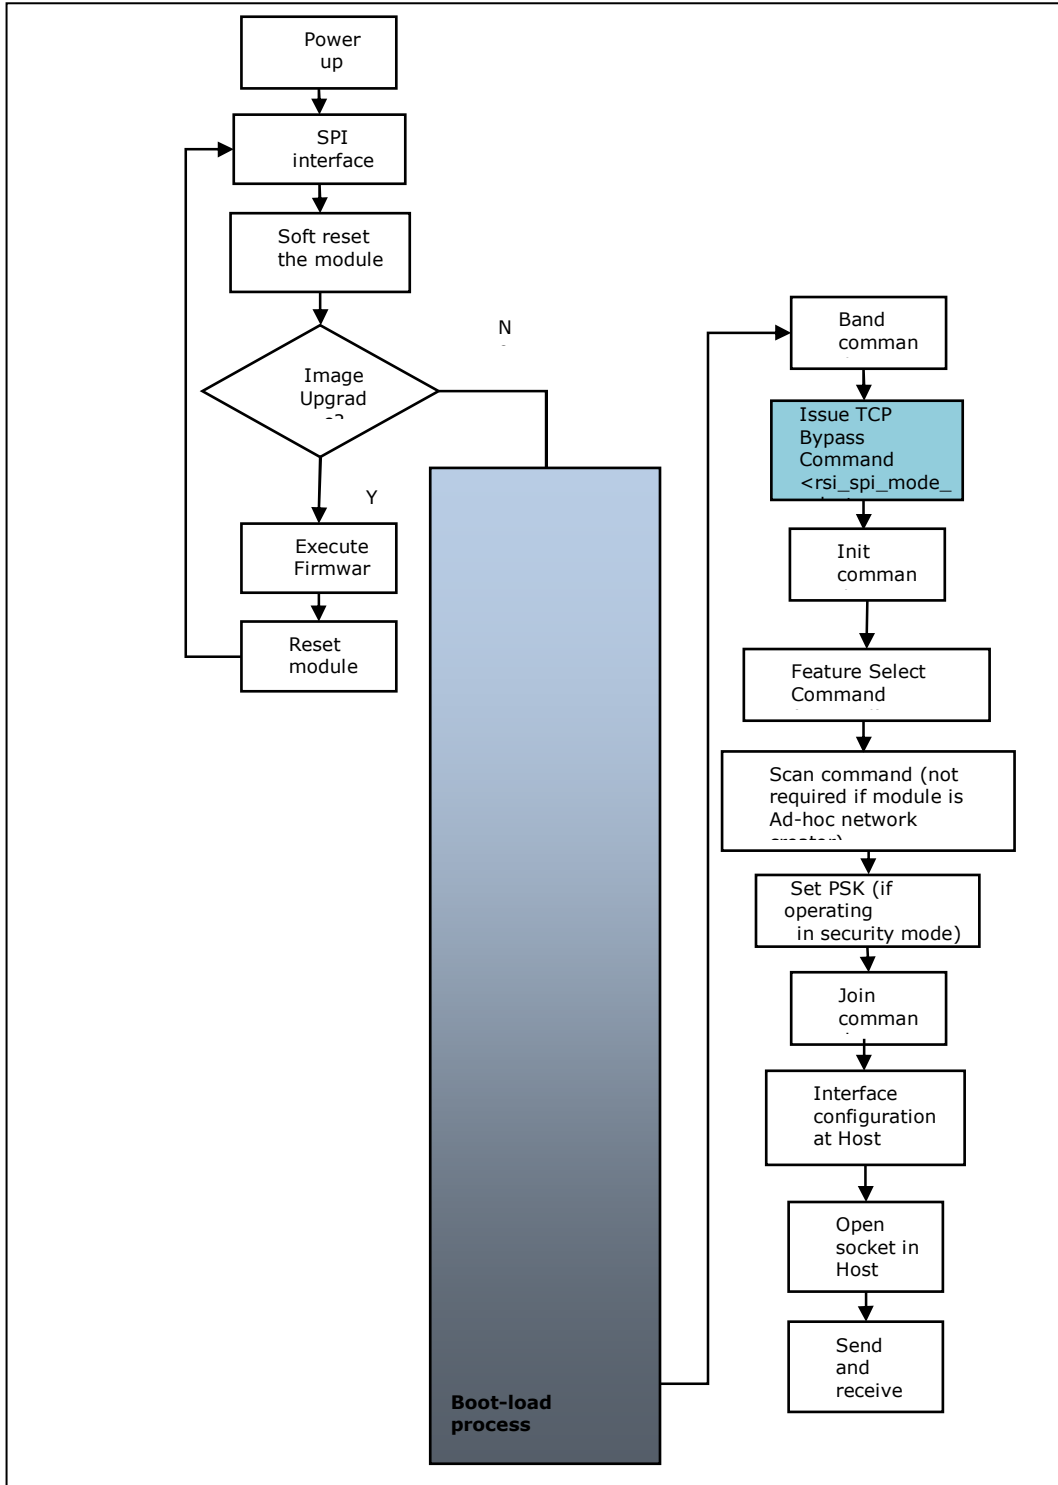 Power
up
SPI
interface
Soft reset
the module
N
Image
Upgrad
Y
Execute
Firmwar
Reset
module
Boot-load
process
Band
comman
Issue TCP
Bypass
Command
<rsi_spi_mode_
Init
comman
Feature Select
Command
Scan command (not
required if module is
Ad-hoc network
Set PSK (if
operating
in security mode)
Join
comman
Interface
configuration
at Host
Open
socket in
Host
Send
and
receive